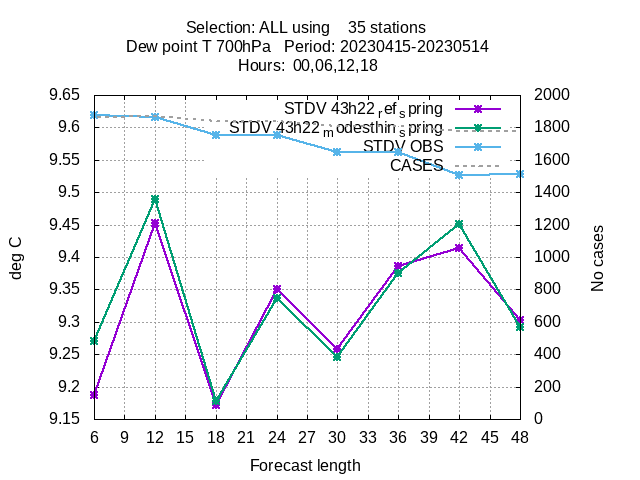 Selection: ALL using 35 stations
Dew point T 700hPa Period: 20230415-20230514
Hours: 00,06,12,18
9.65 2000
STDV 43h22_ref_spring
9.6 1800
STDV 43h22_modesthin_spring
STDV OBS
9.55 1600
CASES
9.5 1400
9.45 1200
9.4 1000
deg C
No cases
9.35 800
9.3 600
9.25 400
9.2 200
9.15 0
6 9 12 15 18 21 24 27 30 33 36 39 42 45 48
Forecast length